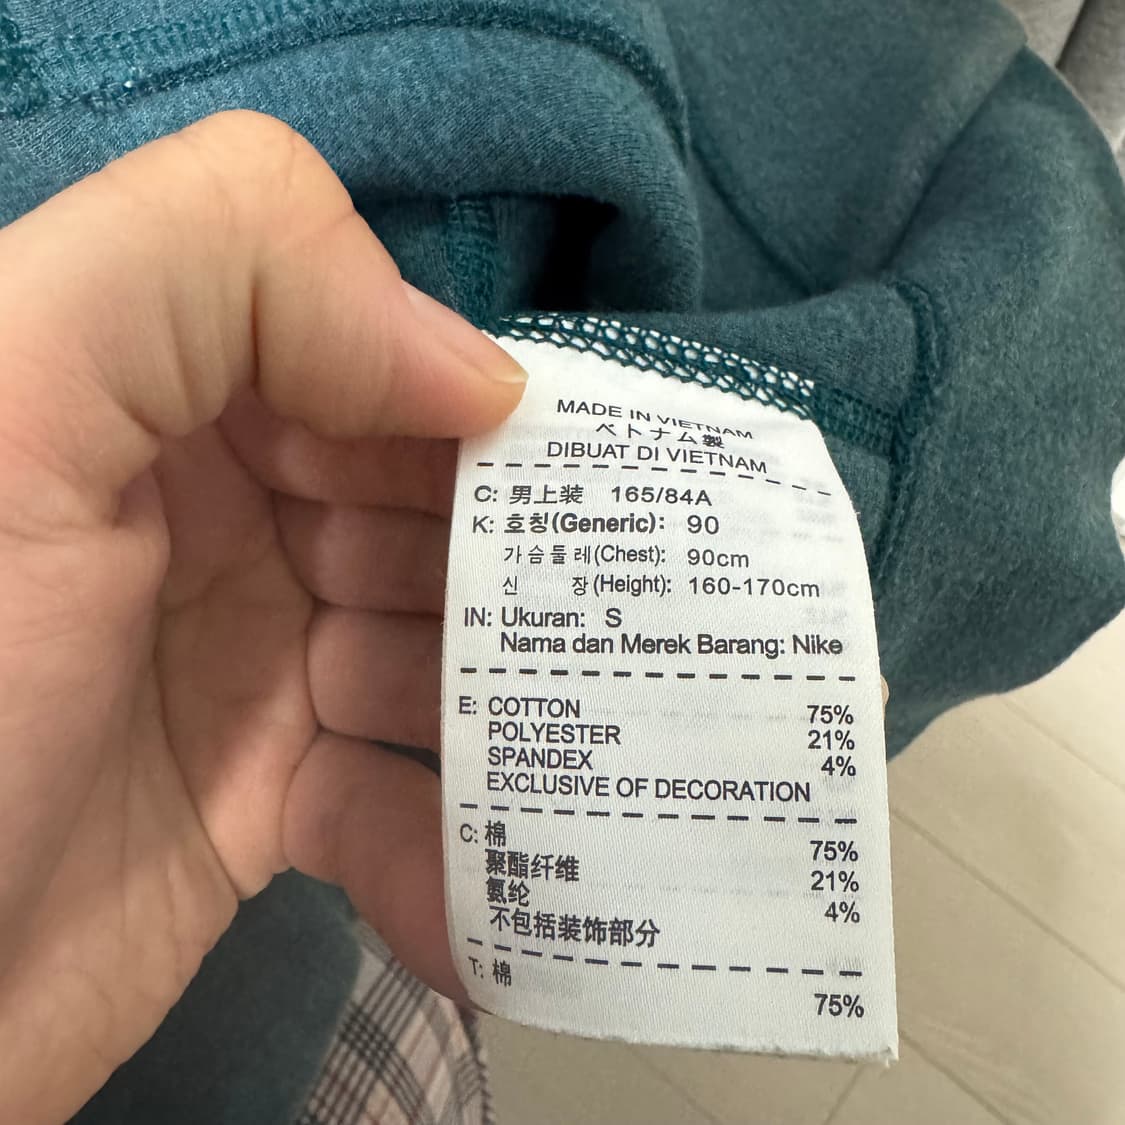 MADE IN VIETNAM
ベトナム製
DIBUAT DI VIETNAM
C: 男上装 165/84A
K: 호칭(Generic): 90
가슴둘레(Chest): 90cm
신 장(Height): 160-170cm
IN: Ukuran: S
Nama dan Merek Barang: Nike
E: COTTON 75%
POLYESTER 21%
SPANDEX 4%
EXCLUSIVE OF DECORATION
C: 棉 75%
聚酯纤维 21%
氨纶 4%
不包括装饰部分
T: 棉 75%